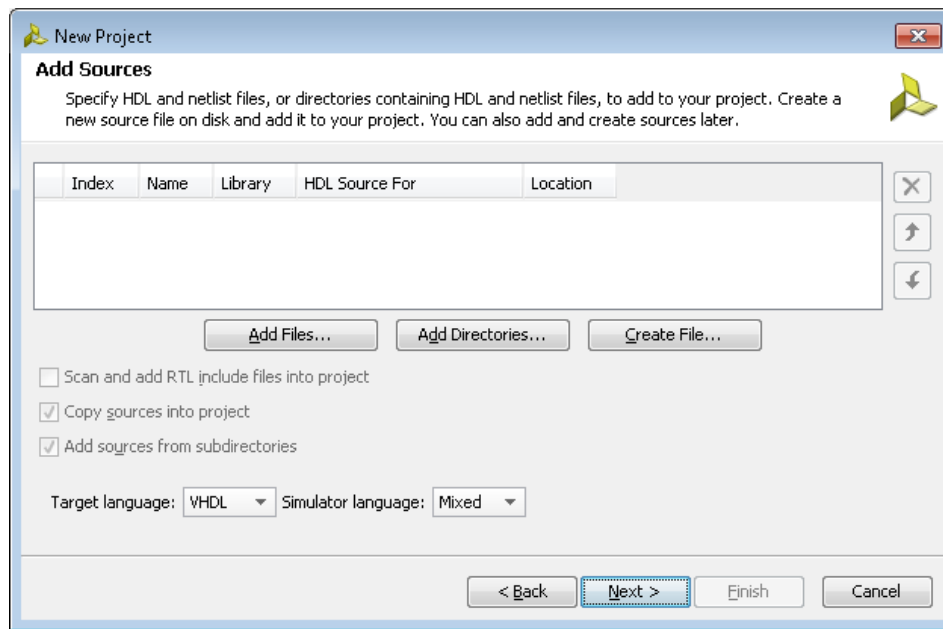 New Project
Add Sources
Specify HDL and netlist files, or directories containing HDL and netlist files, to add to your project. Create a
new source file on disk and add it to your project. You can also add and create sources later.
Index Name Library HDL Source For Location
Add Files... Add Directories... Create File...
Scan and add RTL include files into project
Copy sources into project
Add sources from subdirectories
Target language: VHDL Simulator language: Mixed
< Back Next > Finish Cancel